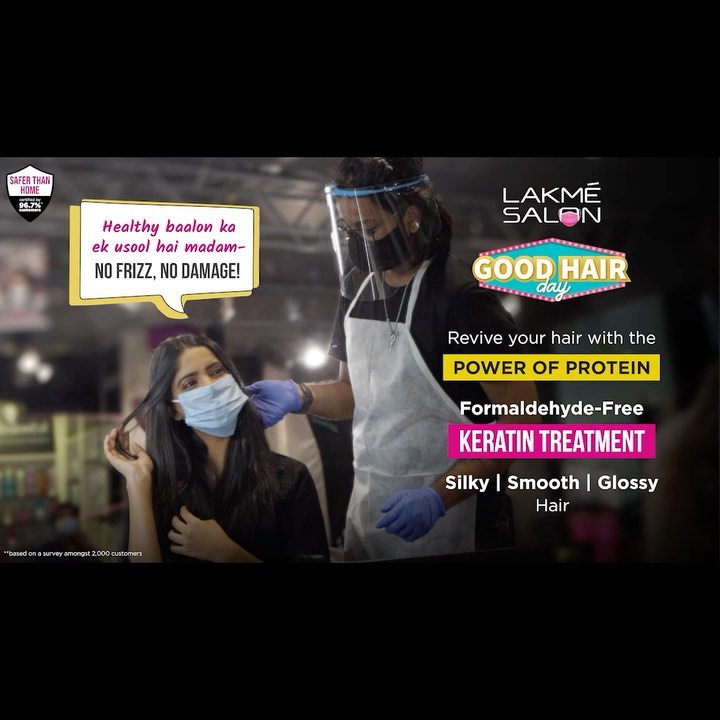 SAFER THAN
HOME
certified by
96.7%*
customers
Healthy baalon ka
ek usool hai madam-
NO FRIZZ, NO DAMAGE!
LAKMÉ
SALON
GOOD HAIR
day
Revive your hair with the
POWER OF PROTEIN
Formaldehyde-Free
KERATIN TREATMENT
Silky | Smooth | Glossy
Hair
**based on a survey amongst 2,000 customers